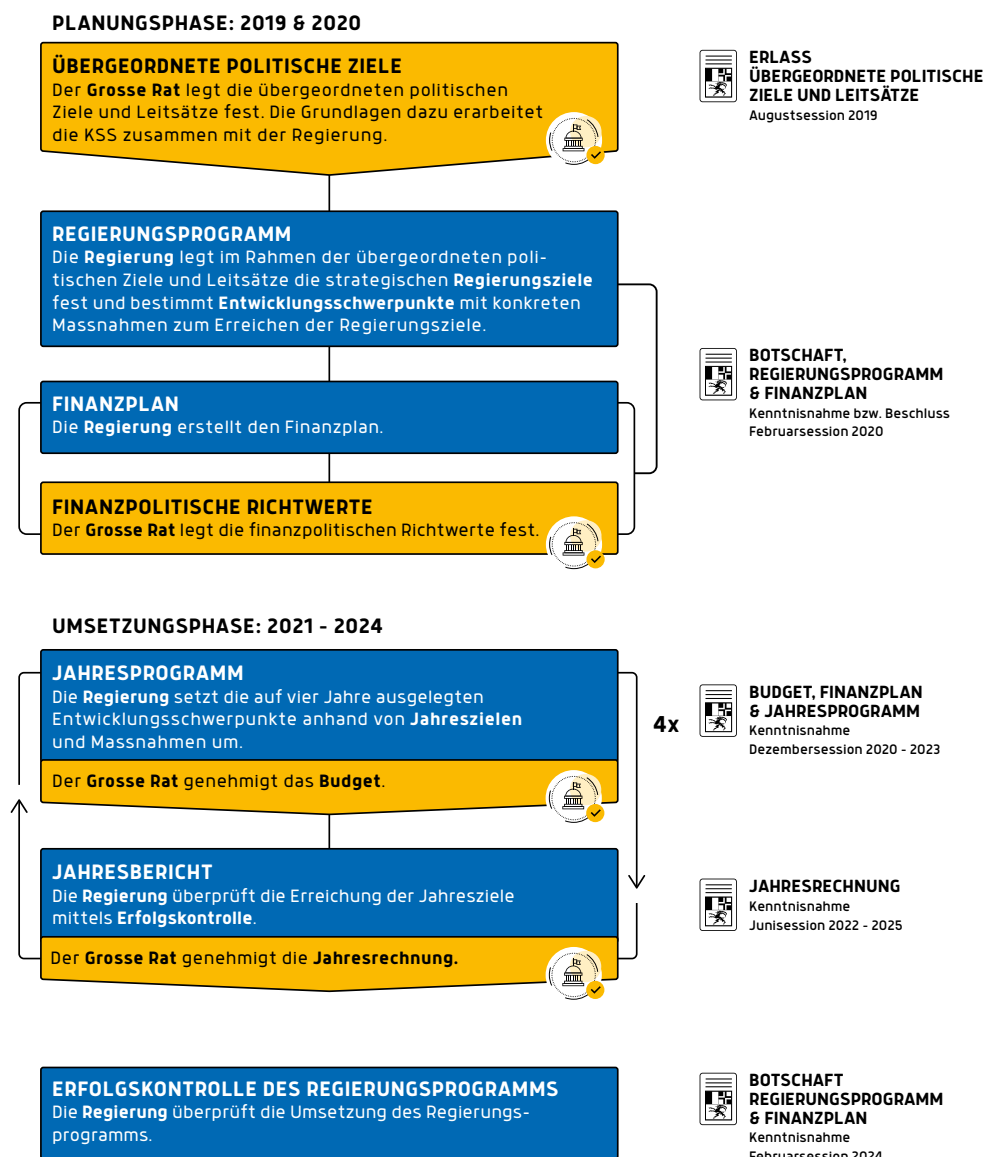 PLANUNGSPHASE: 2019 & 2020
ÜBERGEORDNETE POLITISCHE ZIELE
Der Grosse Rat legt die übergeordneten politischen
Ziele und Leitsätze fest. Die Grundlagen dazu erarbeitet
die KSS zusammen mit der Regierung.
ERLASS
ÜBERGEORDNETE POLITISCHE
ZIELE UND LEITSÄTZE
Augustsession 2019
REGIERUNGSPROGRAMM
Die Regierung legt im Rahmen der übergeordneten poli-
tischen Ziele und Leitsätze die strategischen Regierungsziele
fest und bestimmt Entwicklungsschwerpunkte mit konkreten
Massnahmen zum Erreichen der Regierungsziele.
FINANZPLAN
Die Regierung erstellt den Finanzplan.
FINANZPOLITISCHE RICHTWERTE
Der Grosse Rat legt die finanzpolitischen Richtwerte fest.
BOTSCHAFT,
REGIERUNGSPROGRAMM
& FINANZPLAN
Kenntnisnahme bzw. Beschluss
Februarsession 2020
UMSETZUNGSPHASE: 2021 - 2024
JAHRESPROGRAMM
Die Regierung setzt die auf vier Jahre ausgelegten
Entwicklungsschwerpunkte anhand von Jahreszielen
und Massnahmen um.
Der Grosse Rat genehmigt das Budget.
4x
BUDGET, FINANZPLAN
& JAHRESPROGRAMM
Kenntnisnahme
Dezembersession 2020 - 2023
JAHRESBERICHT
Die Regierung überprüft die Erreichung der Jahresziele
mittels Erfolgskontrolle.
Der Grosse Rat genehmigt die Jahresrechnung.
JAHRESRECHNUNG
Kenntnisnahme
Junisession 2022 - 2025
ERFOLGSKONTROLLE DES REGIERUNGSPROGRAMMS
Die Regierung überprüft die Umsetzung des Regierungs-
programms.
BOTSCHAFT
REGIERUNGSPROGRAMM
& FINANZPLAN
Kenntnisnahme
Februarsession 2024